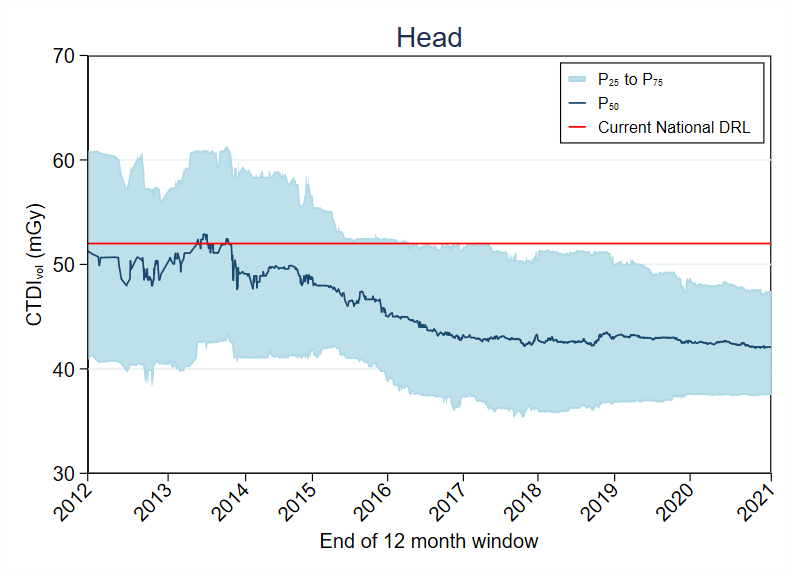 Head
70
60
50
40
30
CTDIvol (mGy)
P25 to P75
P50
Current National DRL
2012
2013
2014
2015
2016
2017
2018
2019
2020
2021
End of 12 month window